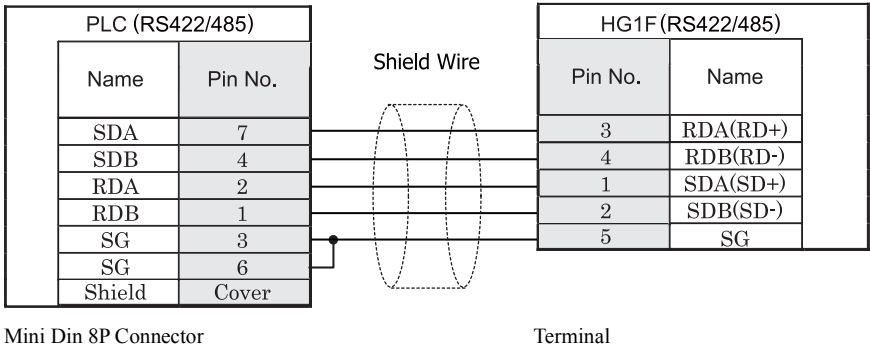 PLC (RS422/485)
HG1F(RS422/485)
Shield Wire
Name Pin No.
Pin No. Name
SDA 7
3 RDA(RD+)
SDB 4
4 RDB(RD-)
RDA 2
1 SDA(SD+)
RDB 1
2 SDB(SD-)
SG 3
5 SG
SG 6
Shield Cover
Mini Din 8P Connector
Terminal